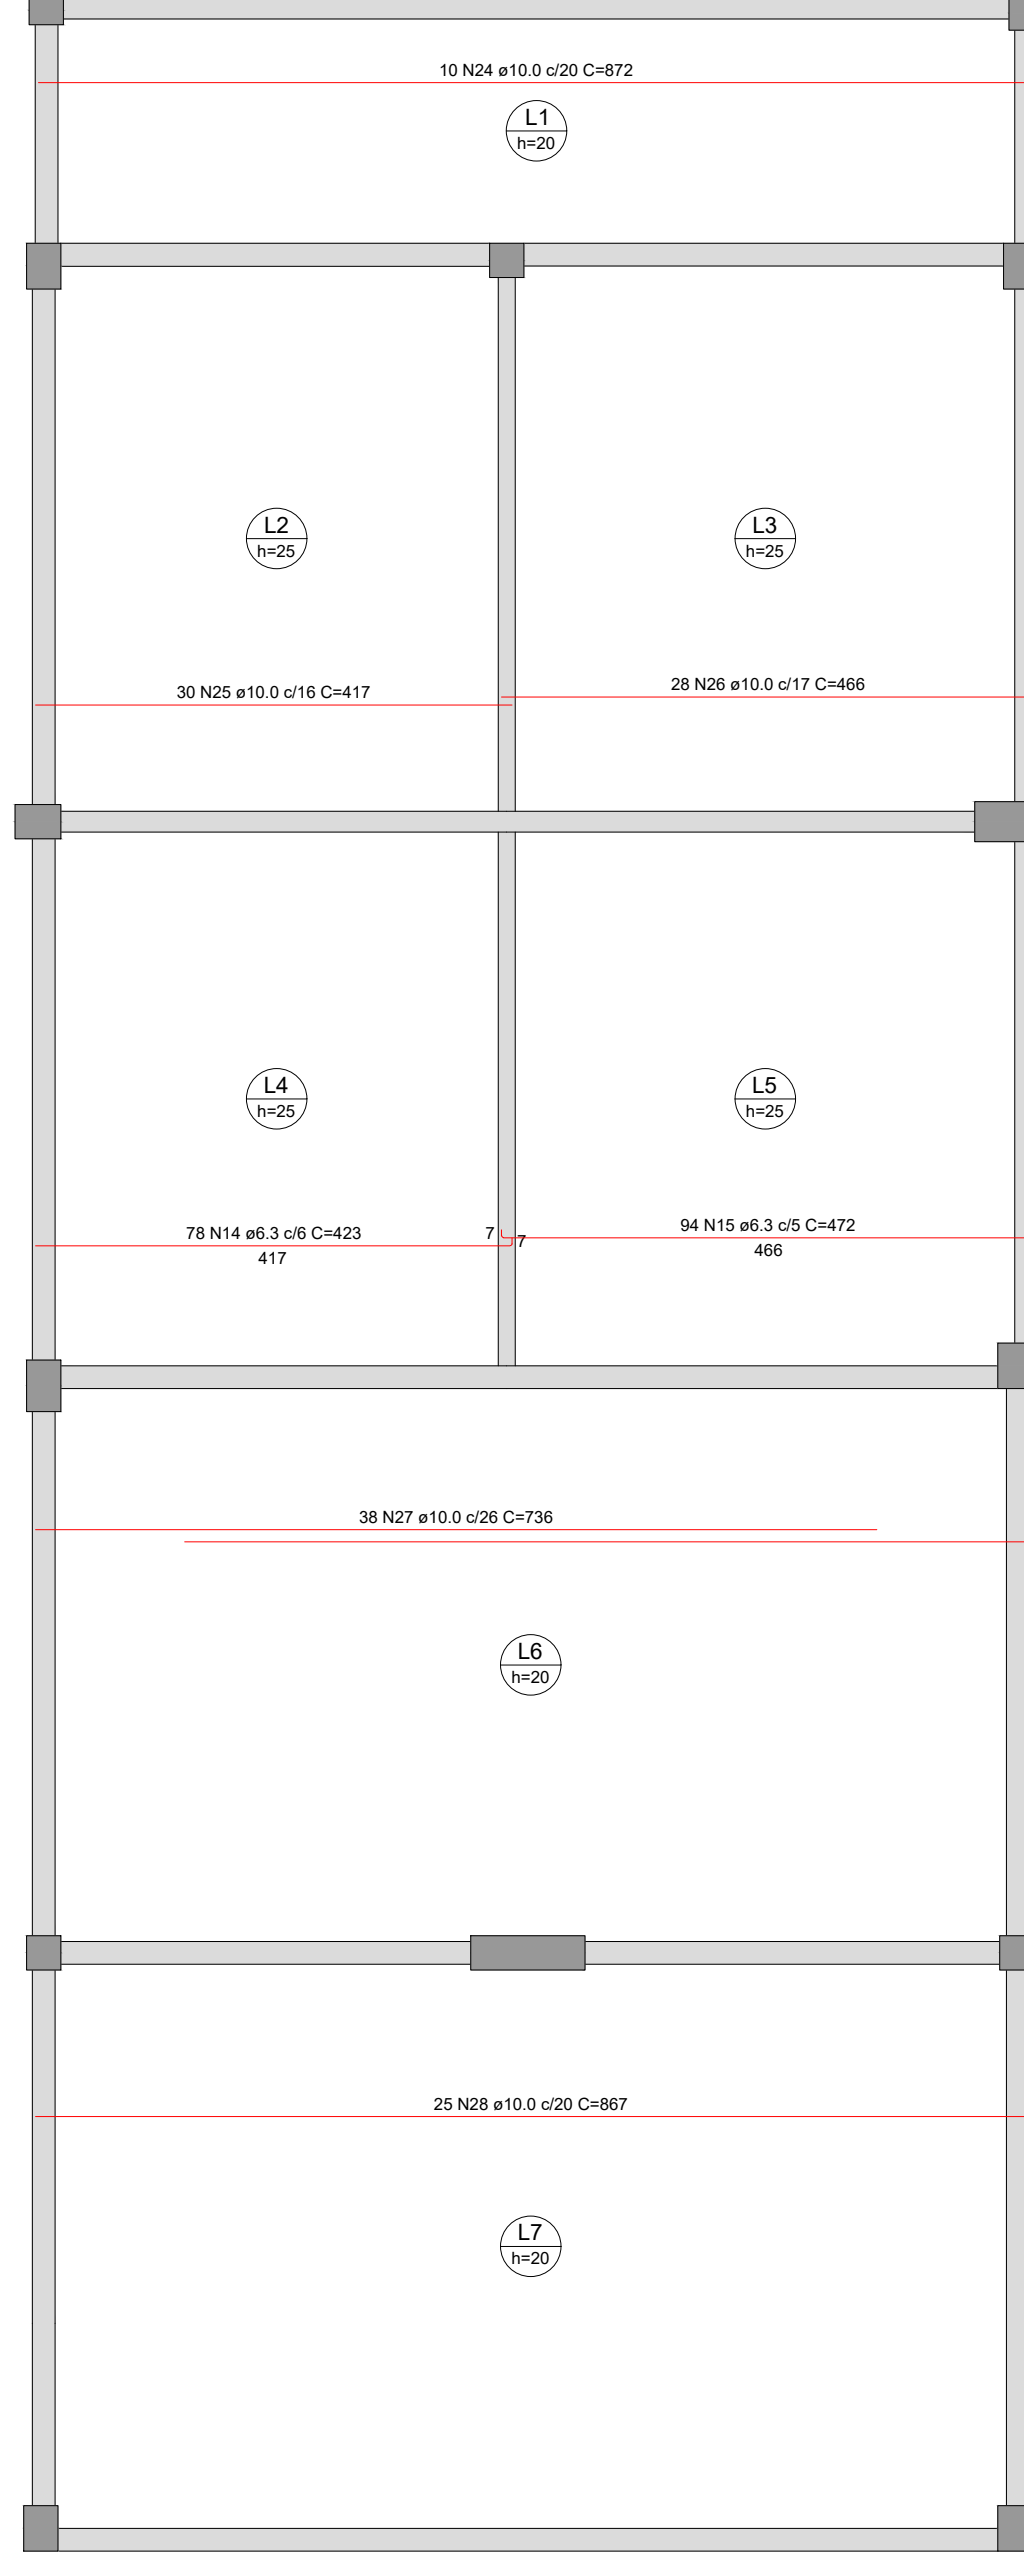 10 N24 ø10.0 c/20 C=872
L1
h=20
L2
h=25
L3
h=25
30 N25 ø10.0 c/16 C=417
28 N26 ø10.0 c/17 C=466
L4
h=25
L5
h=25
78 N14 ø6.3 c/6 C=423
417
7
7
94 N15 ø6.3 c/5 C=472
466
38 N27 ø10.0 c/26 C=736
L6
h=20
25 N28 ø10.0 c/20 C=867
L7
h=20